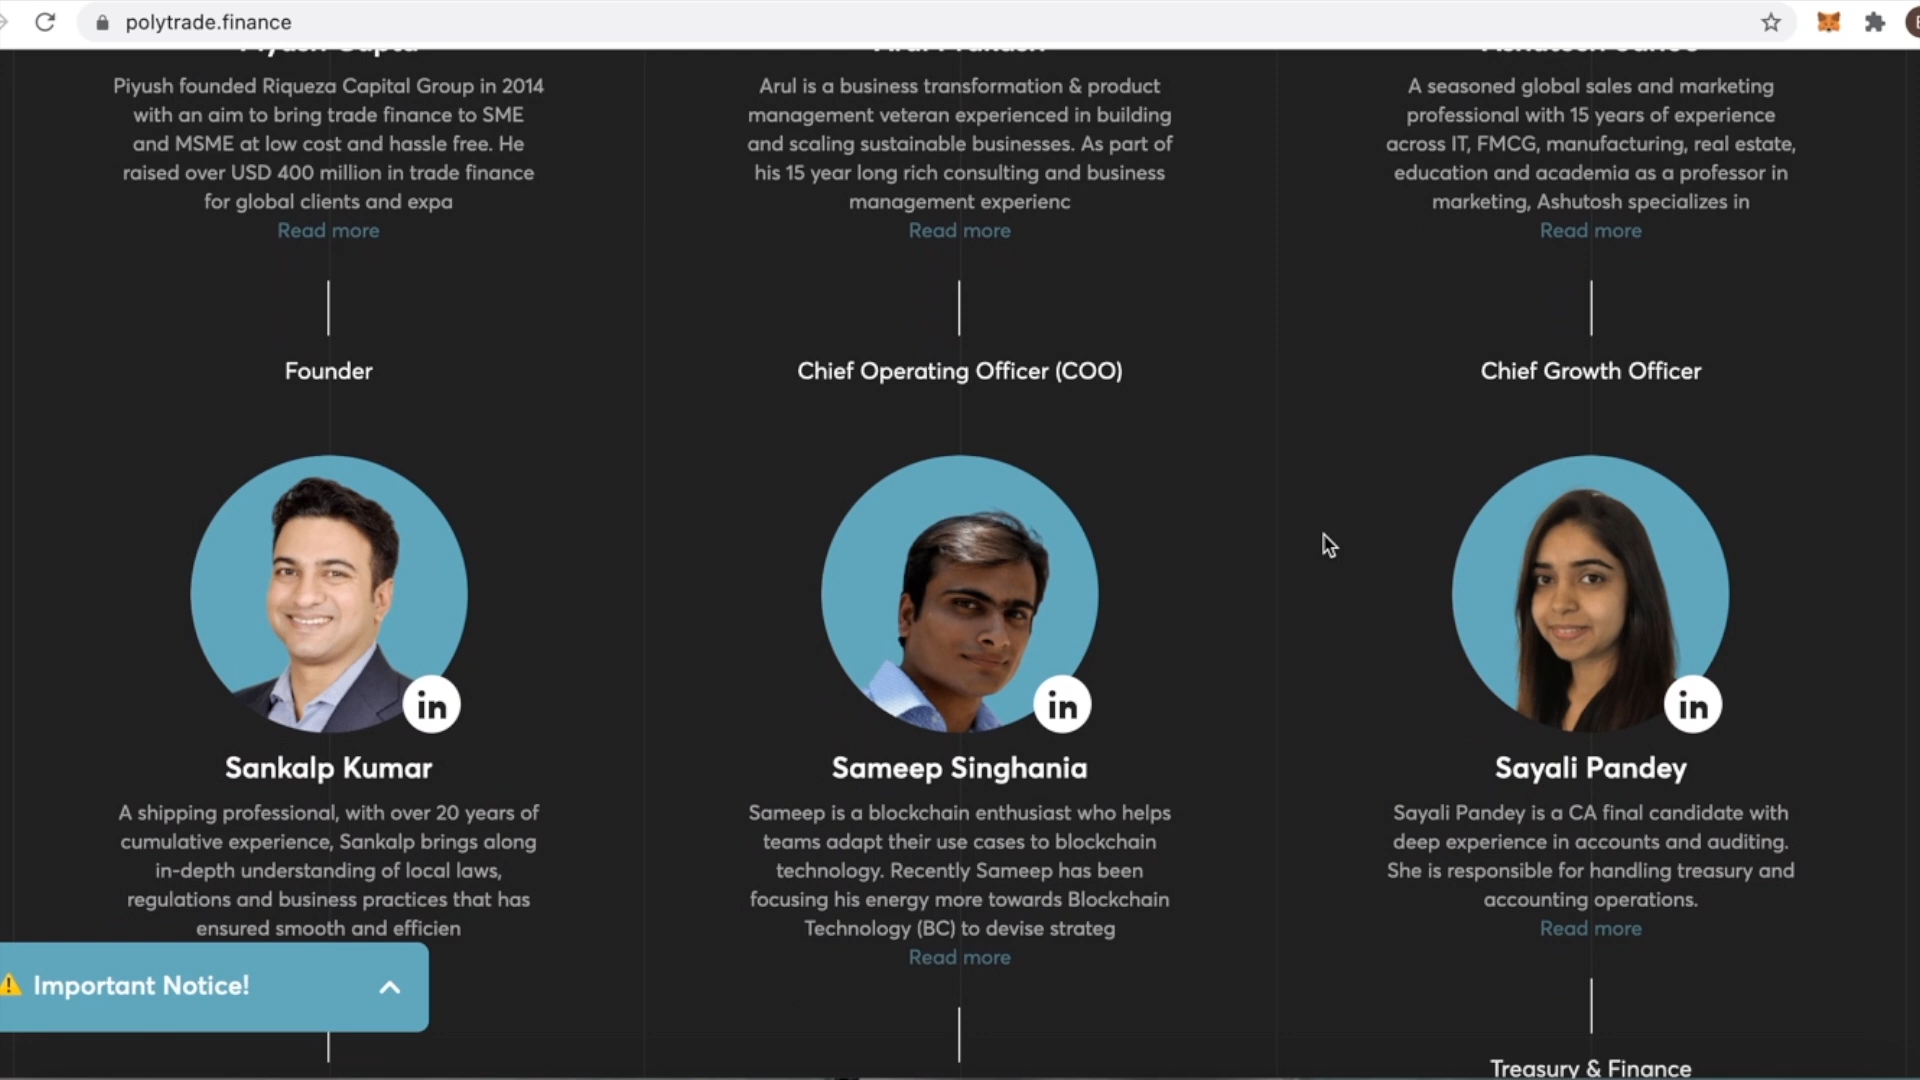 polytrade.finance
Piyush Gupta
Arul Prakash
Piyush founded Riqueza Capital Group in 2014
with an aim to bring trade finance to SME
and MSME at low cost and hassle free. He
raised over USD 400 million in trade finance
for global clients and expa
Read more
Founder
Arul is a business transformation & product
management veteran experienced in building
and scaling sustainable businesses. As part of
his 15 year long rich consulting and business
management experienc
Read more
Chief Operating Officer (COO)
A seasoned global sales and marketing
professional with 15 years of experience
across IT, FMCG, manufacturing, real estate,
education and academia as a professor in
marketing, Ashutosh specializes in
Read more
Chief Growth Officer
in
Sankalp Kumar
A shipping professional, with over 20 years of
cumulative experience, Sankalp brings along
in-depth understanding of local laws,
regulations and business practices that has
ensured smooth and efficien
in
Sameep Singhania
Sameep is a blockchain enthusiast who helps
teams adapt their use cases to blockchain
technology. Recently Sameep has been
focusing his energy more towards Blockchain
Technology (BC) to devise strateg
Read more
in
Sayali Pandey
Sayali Pandey is a CA final candidate with
deep experience in accounts and auditing.
She is responsible for handling treasury and
accounting operations.
Read more
Treasury & Finance
Important Notice!